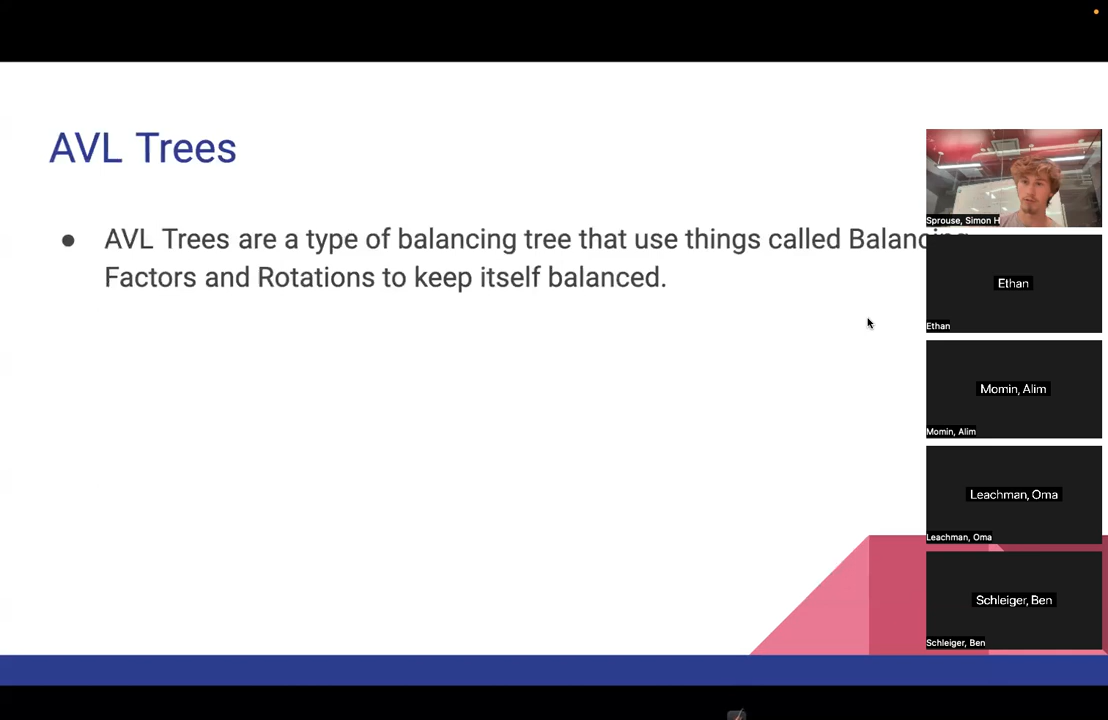 AVL Trees
● AVL Trees are a type of balancing tree that use things called Balancing
Factors and Rotations to keep itself balanced.
Sprouse, Simon H
Ethan
Ethan
Momin, Alim
Momin, Alim
Leachman, Oma
Leachman, Oma
Schleiger, Ben
Schleiger, Ben